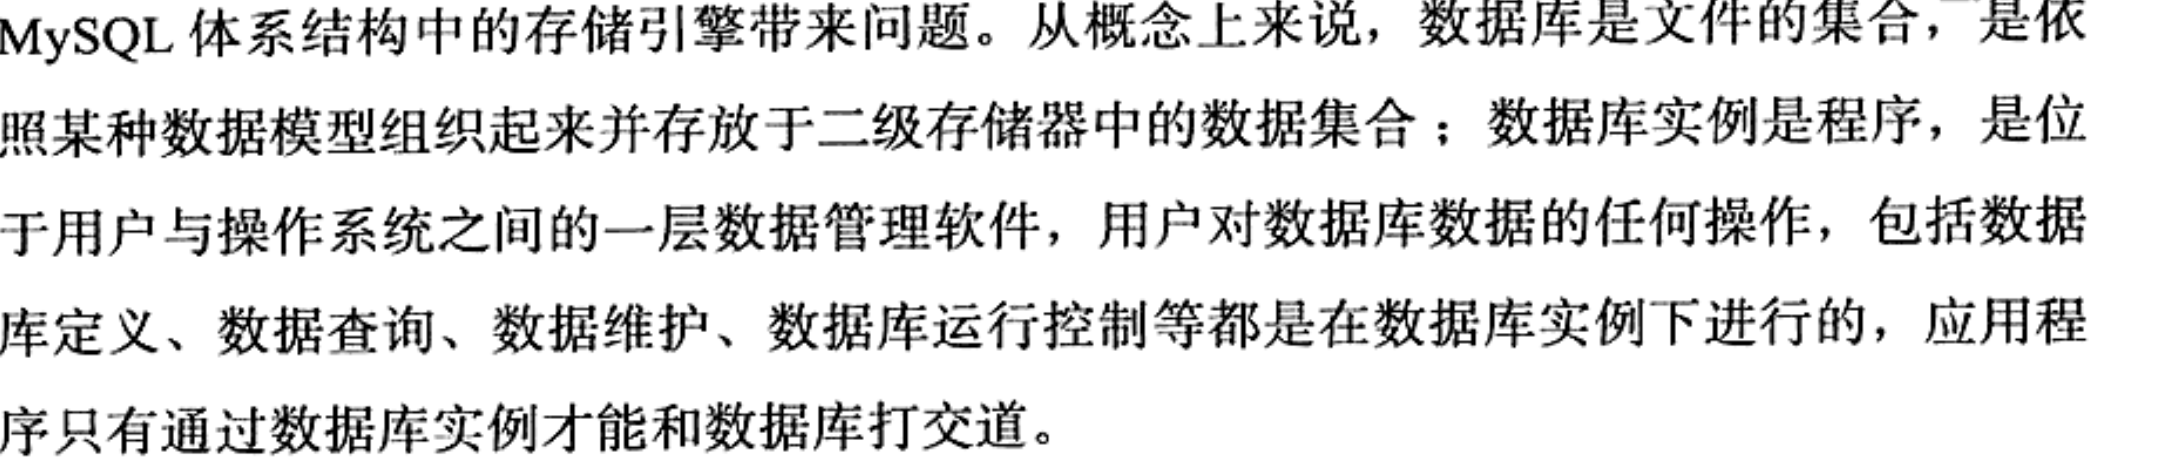 MySQL 体系结构中的存储引擎带来问题。从概念上来说，数据库是文件的集合，是依
照某种数据模型组织起来并存放于二级存储器中的数据集合；数据库实例是程序，是位
于用户与操作系统之间的一层数据管理软件，用户对数据库数据的任何操作，包括数据
库定义、数据查询、数据维护、数据库运行控制等都是在数据库实例下进行的，应用程
序只有通过数据库实例才能和数据库打交道。